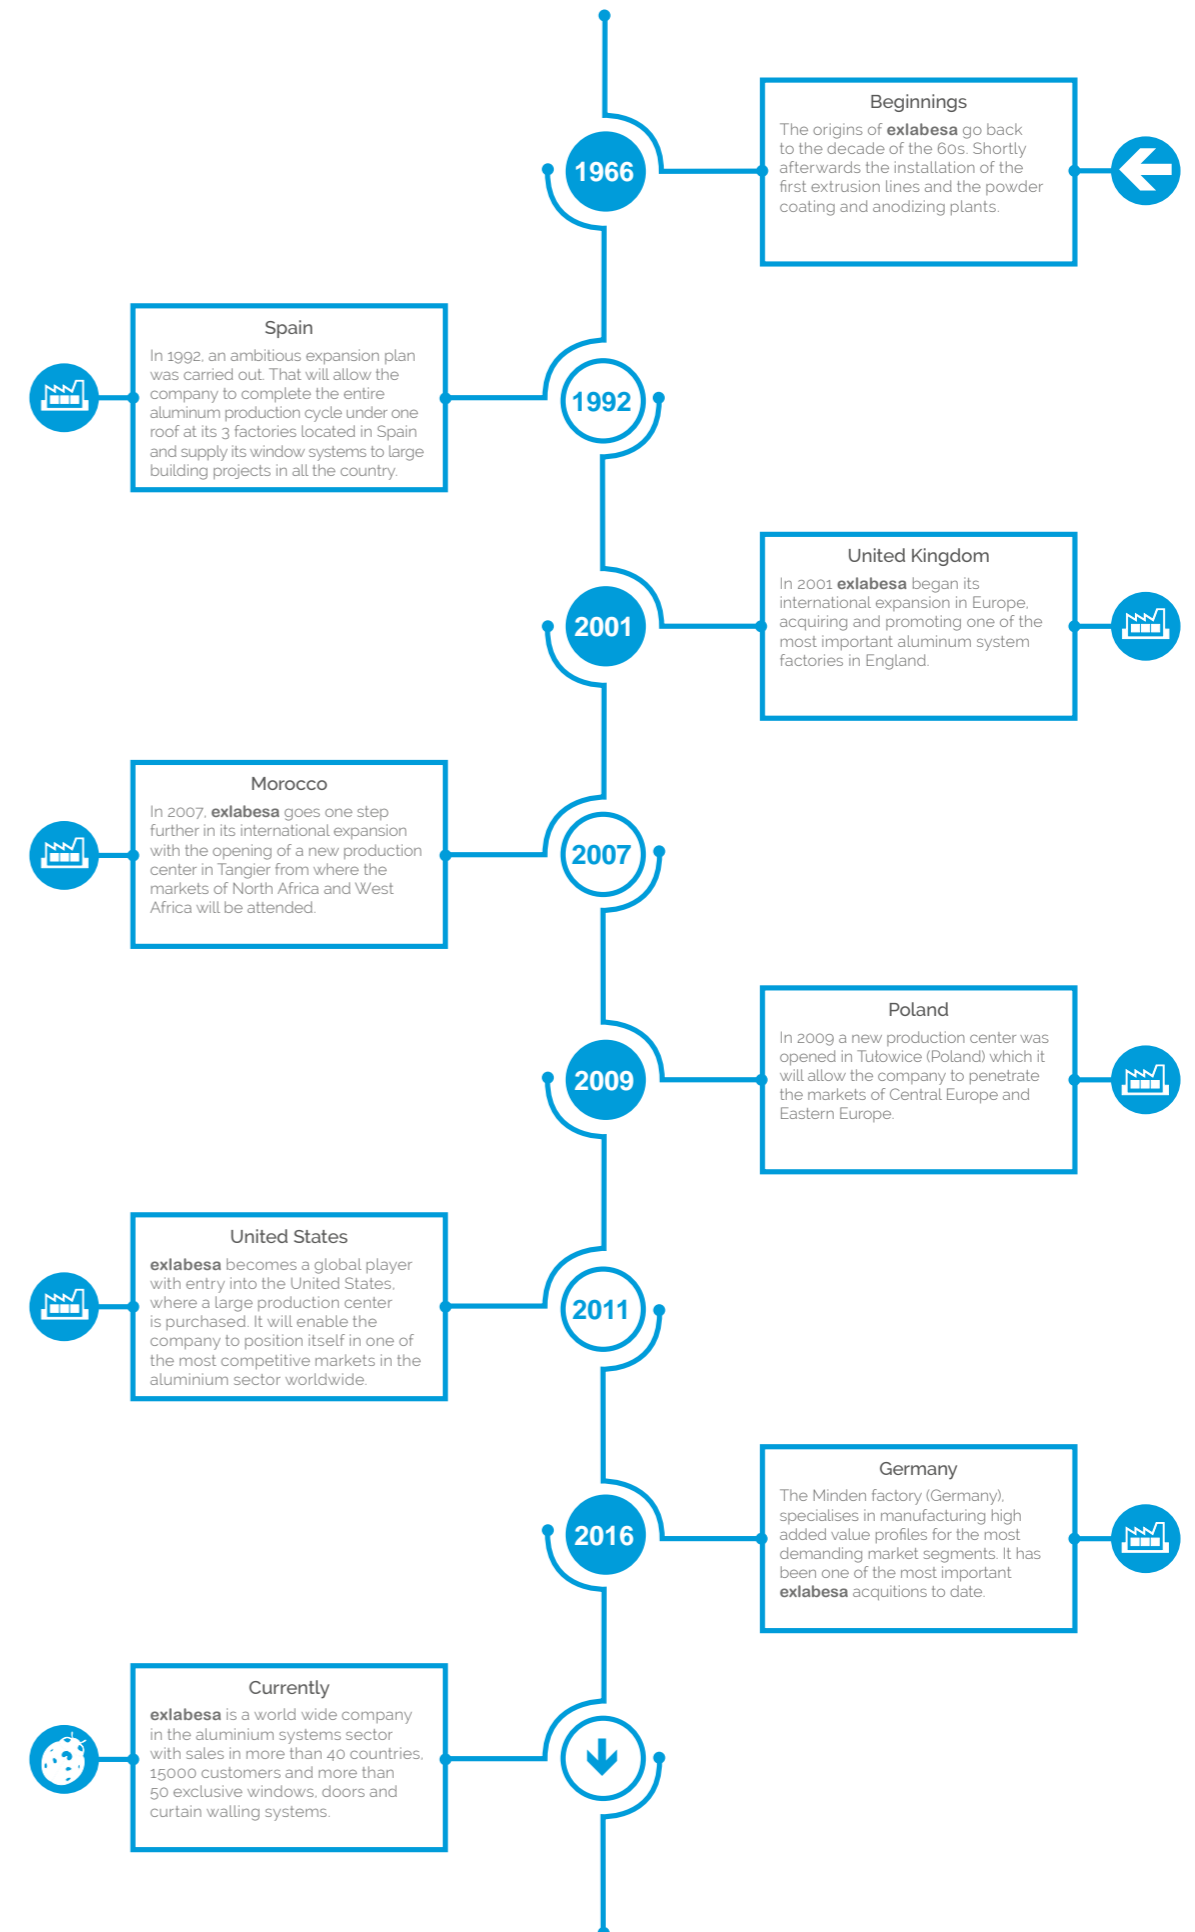 1966
Beginnings
The origins of exlabesa go back
to the decade of the 60s. Shortly
afterwards the installation of the
first extrusion lines and the powder
coating and anodizing plants.
Spain
In 1992, an ambitious expansion plan
was carried out. That will allow the
company to complete the entire
aluminum production cycle under one
roof at its 3 factories located in Spain
and supply its window systems to large
building projects in all the country.
1992
2001
United Kingdom
In 2001 exlabesa began its
international expansion in Europe,
acquiring and promoting one of the
most important aluminum system
factories in England.
Morocco
In 2007, exlabesa goes one step
further in its international expansion
with the opening of a new production
center in Tangier from where the
markets of North Africa and West
Africa will be attended.
2007
2009
Poland
In 2009 a new production center was
opened in Tułowice (Poland) which it
will allow the company to penetrate
the markets of Central Europe and
Eastern Europe.
United States
exlabesa becomes a global player
with entry into the United States,
where a large production center
is purchased. It will enable the
company to position itself in one of
the most competitive markets in the
aluminium sector worldwide.
2011
2016
Germany
The Minden factory (Germany),
specialises in manufacturing high
added value profiles for the most
demanding market segments. It has
been one of the most important
exlabesa acquitions to date.
Currently
exlabesa is a world wide company
in the aluminium systems sector
with sales in more than 40 countries,
15000 customers and more than
50 exclusive windows, doors and
curtain walling systems.